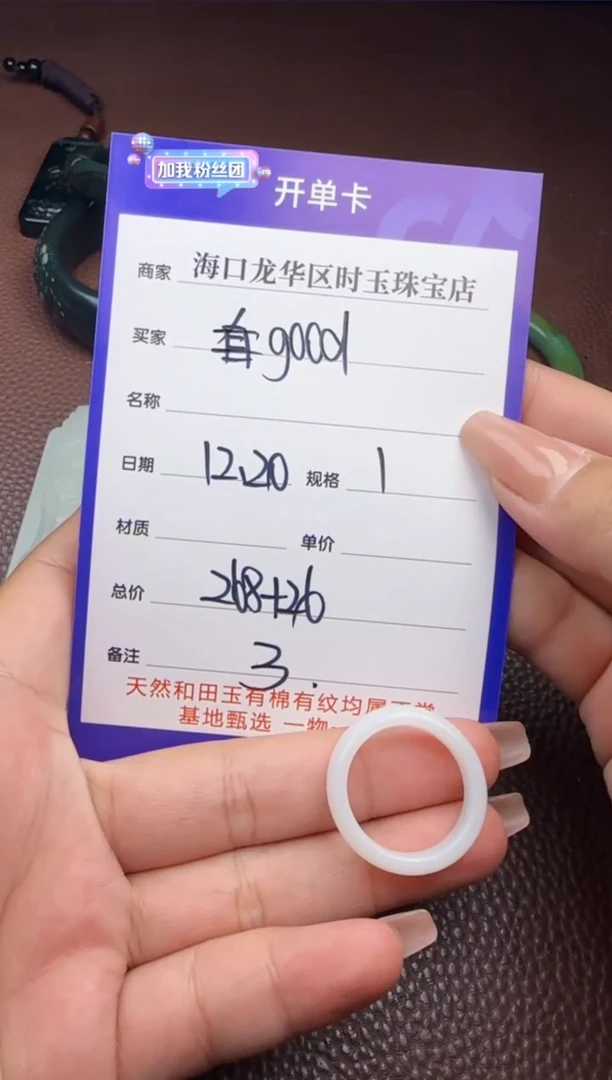 加我粉丝团
开单卡
商家 海口龙华区时玉珠宝店
买家 good
名称
日期 12.20 规格 1
材质 单价
总价 268+26
备注 3.
天然和田玉有棉有纹均属正常
基地甄选 一物一